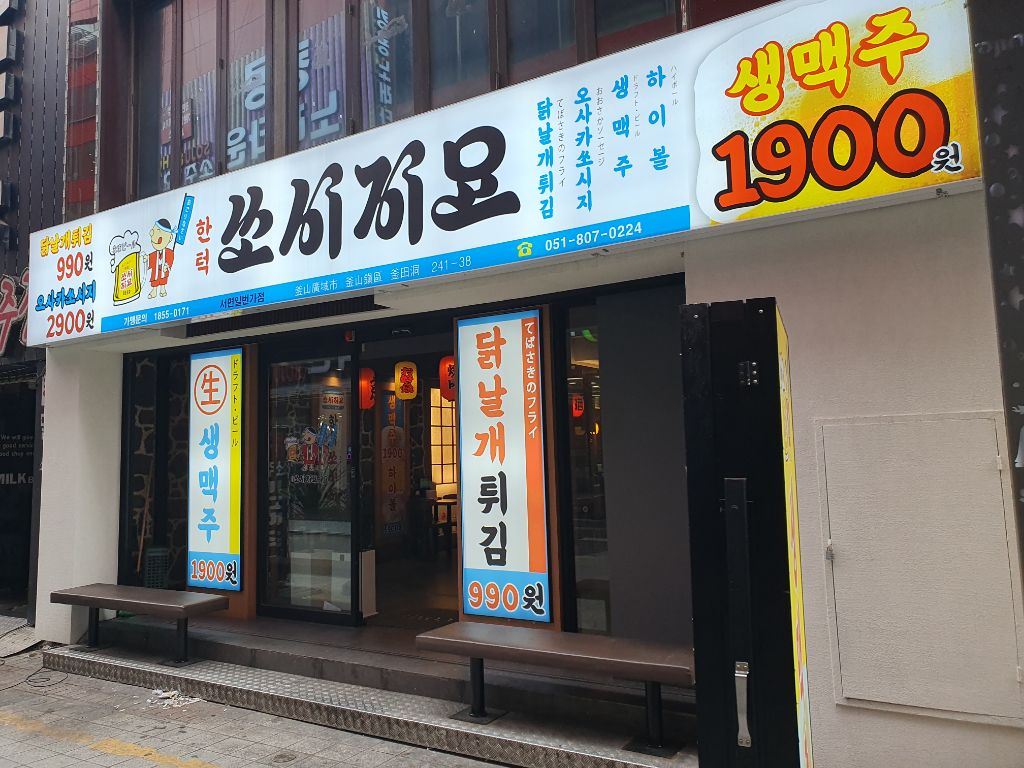 닭날개튀김
990원
오사카소시지
2900원
가맹문의 1855-0171
한턱
쏘시지요
서면일번가점
釜山廣域市 釜山鎭區 釜田洞 241-38
☎ 051-807-0224
닭날개튀김
てばさきのフライ
오사카쏘시지
おおさかソーセジ
생맥주
ドラフト・ビール
하이볼
ハイボール
생맥주
1900원
生
생맥주
ドラフト・ビール
1900원
닭날개튀김
てばさきのフライ
990원
MILK